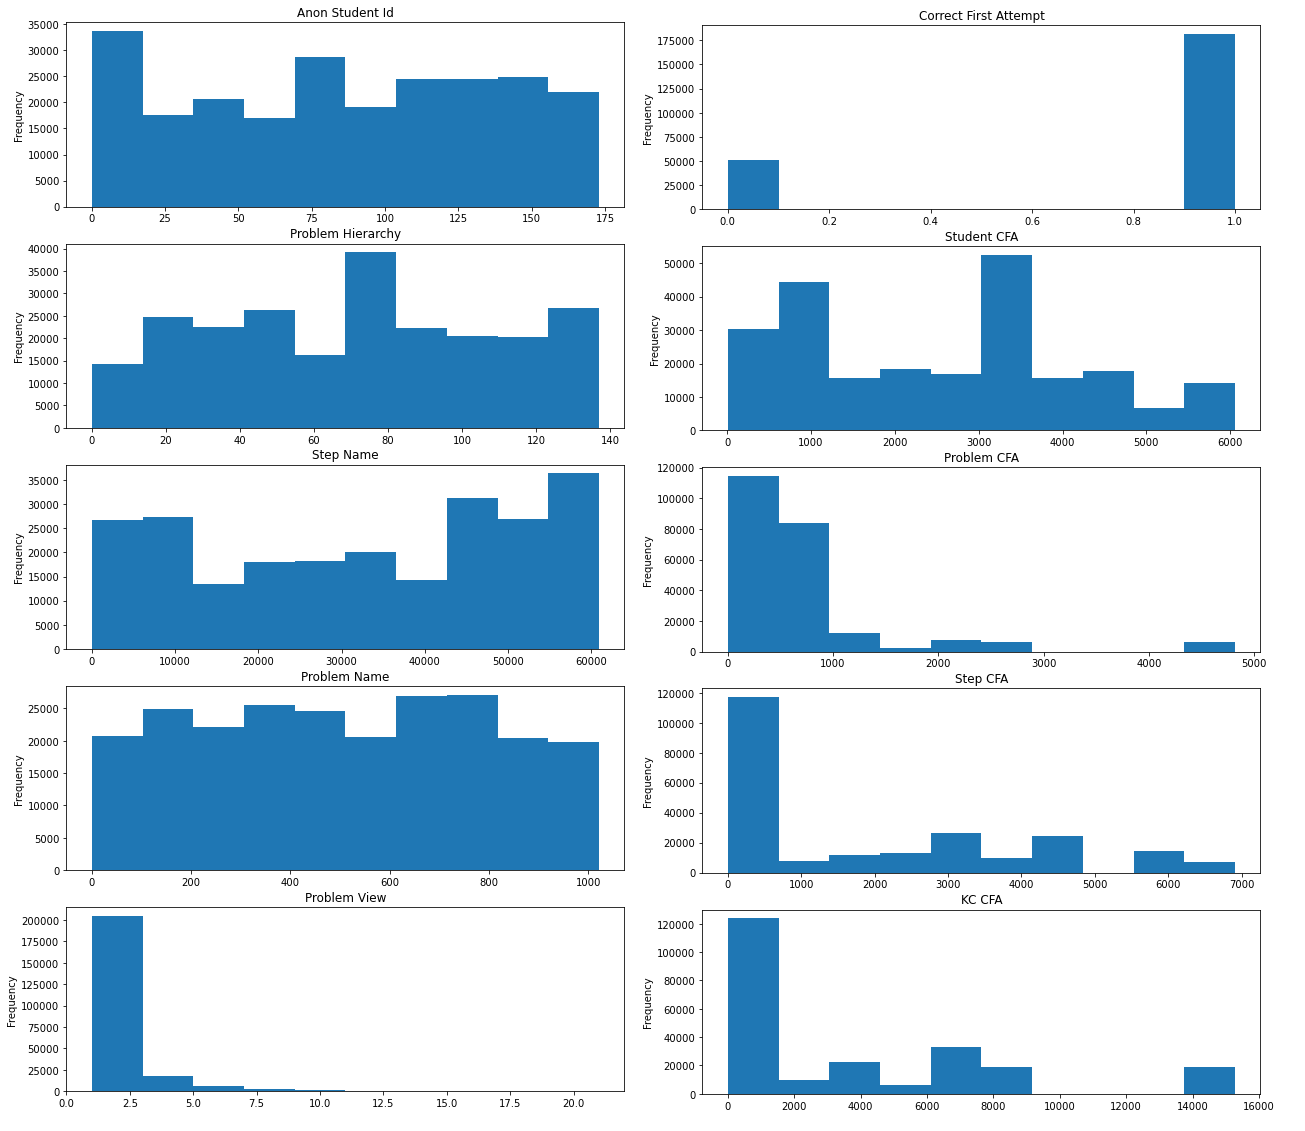 Anon Student Id
Frequency
35000
30000
25000
20000
15000
10000
5000
0
0 25 50 75 100 125 150 175
Correct First Attempt
Frequency
175000
150000
125000
100000
75000
50000
25000
0
0.0 0.2 0.4 0.6 0.8 1.0
Problem Hierarchy
Frequency
40000
35000
30000
25000
20000
15000
10000
5000
0
0 20 40 60 80 100 120 140
Student CFA
Frequency
50000
40000
30000
20000
10000
0
0 1000 2000 3000 4000 5000 6000
Step Name
Frequency
35000
30000
25000
20000
15000
10000
5000
0
0 10000 20000 30000 40000 50000 60000
Problem CFA
Frequency
120000
100000
80000
60000
40000
20000
0
0 1000 2000 3000 4000 5000
Problem Name
Frequency
25000
20000
15000
10000
5000
0
0 200 400 600 800 1000
Step CFA
Frequency
120000
100000
80000
60000
40000
20000
0
0 1000 2000 3000 4000 5000 6000 7000
Problem View
Frequency
200000
175000
150000
125000
100000
75000
50000
25000
0
0.0 2.5 5.0 7.5 10.0 12.5 15.0 17.5 20.0
KC CFA
Frequency
120000
100000
80000
60000
40000
20000
0
0 2000 4000 6000 8000 10000 12000 14000 16000